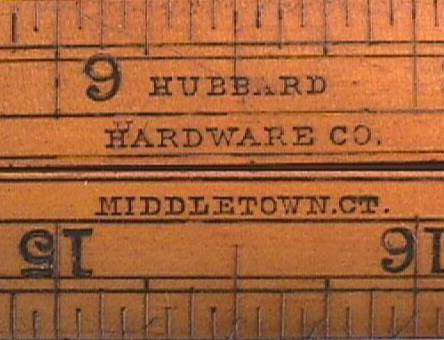 9 HUBBARD
HARDWARE CO.
MIDDLETOWN.CT.
15 16